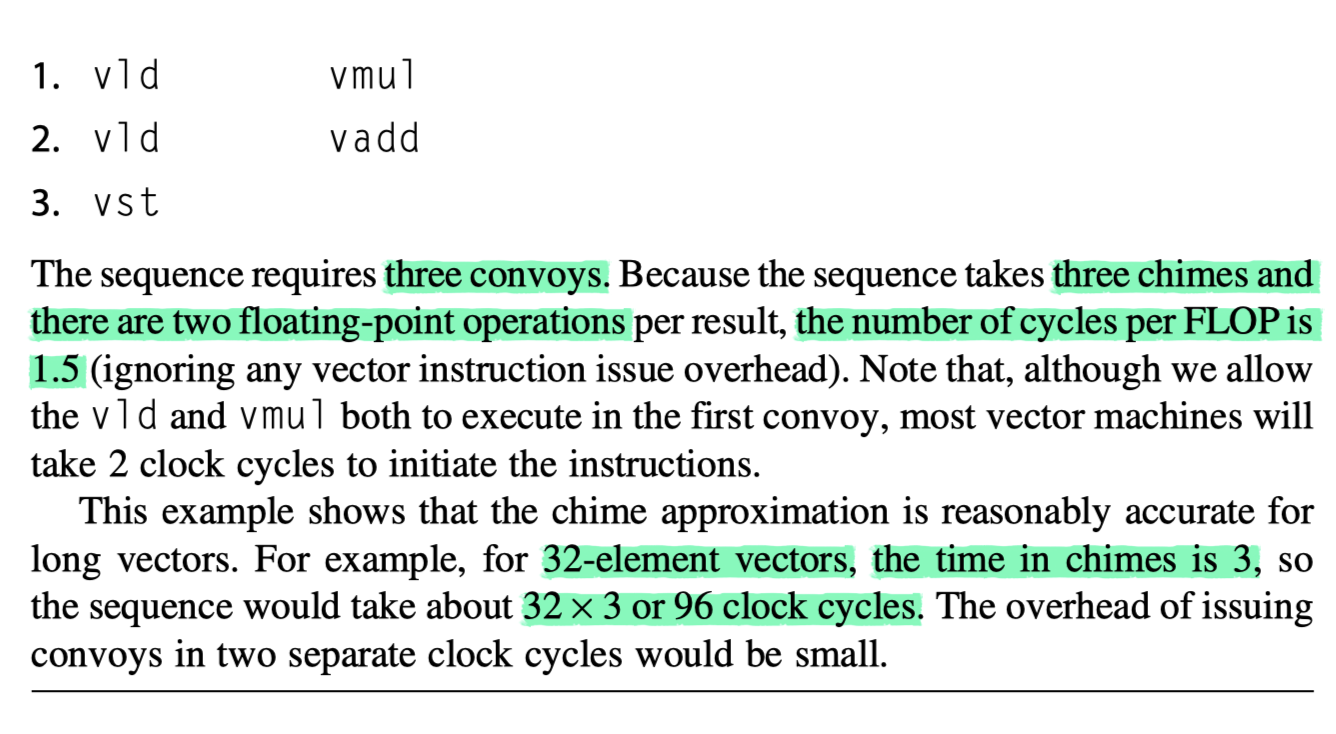 1. vld vmul
2. vld vadd
3. vst
The sequence requires three convoys. Because the sequence takes three chimes and
there are two floating-point operations per result, the number of cycles per FLOP is
1.5 (ignoring any vector instruction issue overhead). Note that, although we allow
the vld and vmul both to execute in the first convoy, most vector machines will
take 2 clock cycles to initiate the instructions.
This example shows that the chime approximation is reasonably accurate for
long vectors. For example, for 32-element vectors, the time in chimes is 3, so
the sequence would take about 32 × 3 or 96 clock cycles. The overhead of issuing
convoys in two separate clock cycles would be small.